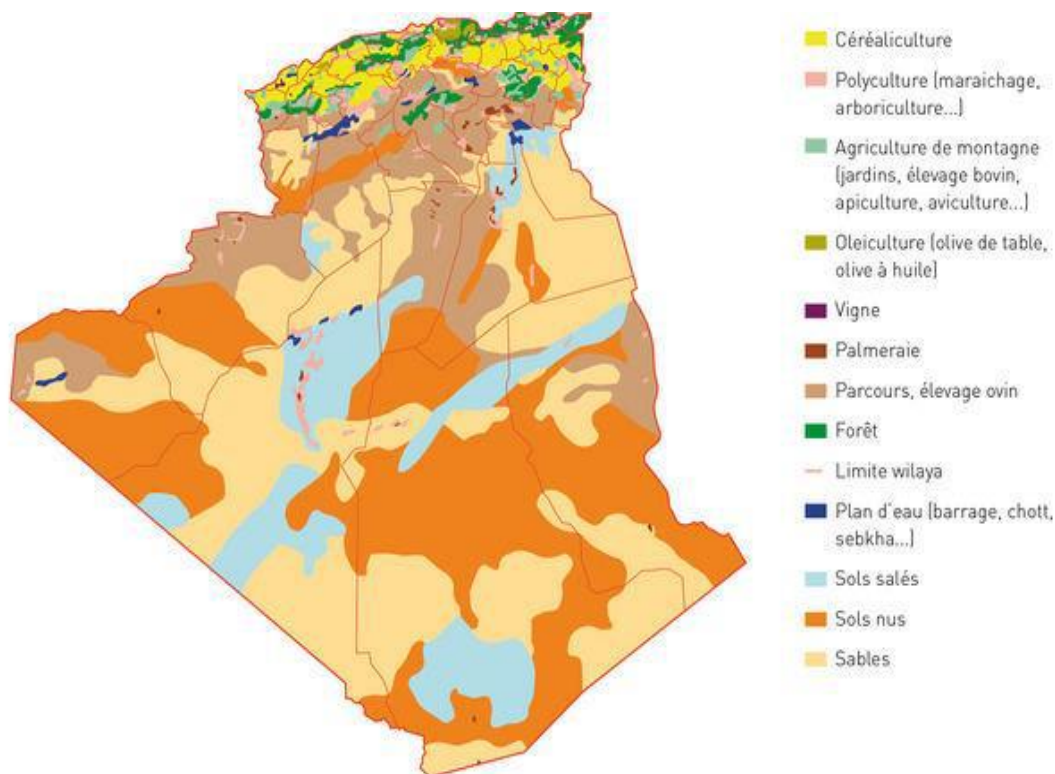 Céréaliculture
Polyculture (maraichage,
arboriculture...)
Agriculture de montagne
(jardins, élevage bovin,
apiculture, aviculture...)
Oleiculture (olive de table,
olive à huile)
Vigne
Palmeraie
Parcours, élevage ovin
Forêt
Limite wilaya
Plan d'eau (barrage, chott,
sebkha...)
Sols salés
Sols nus
Sables